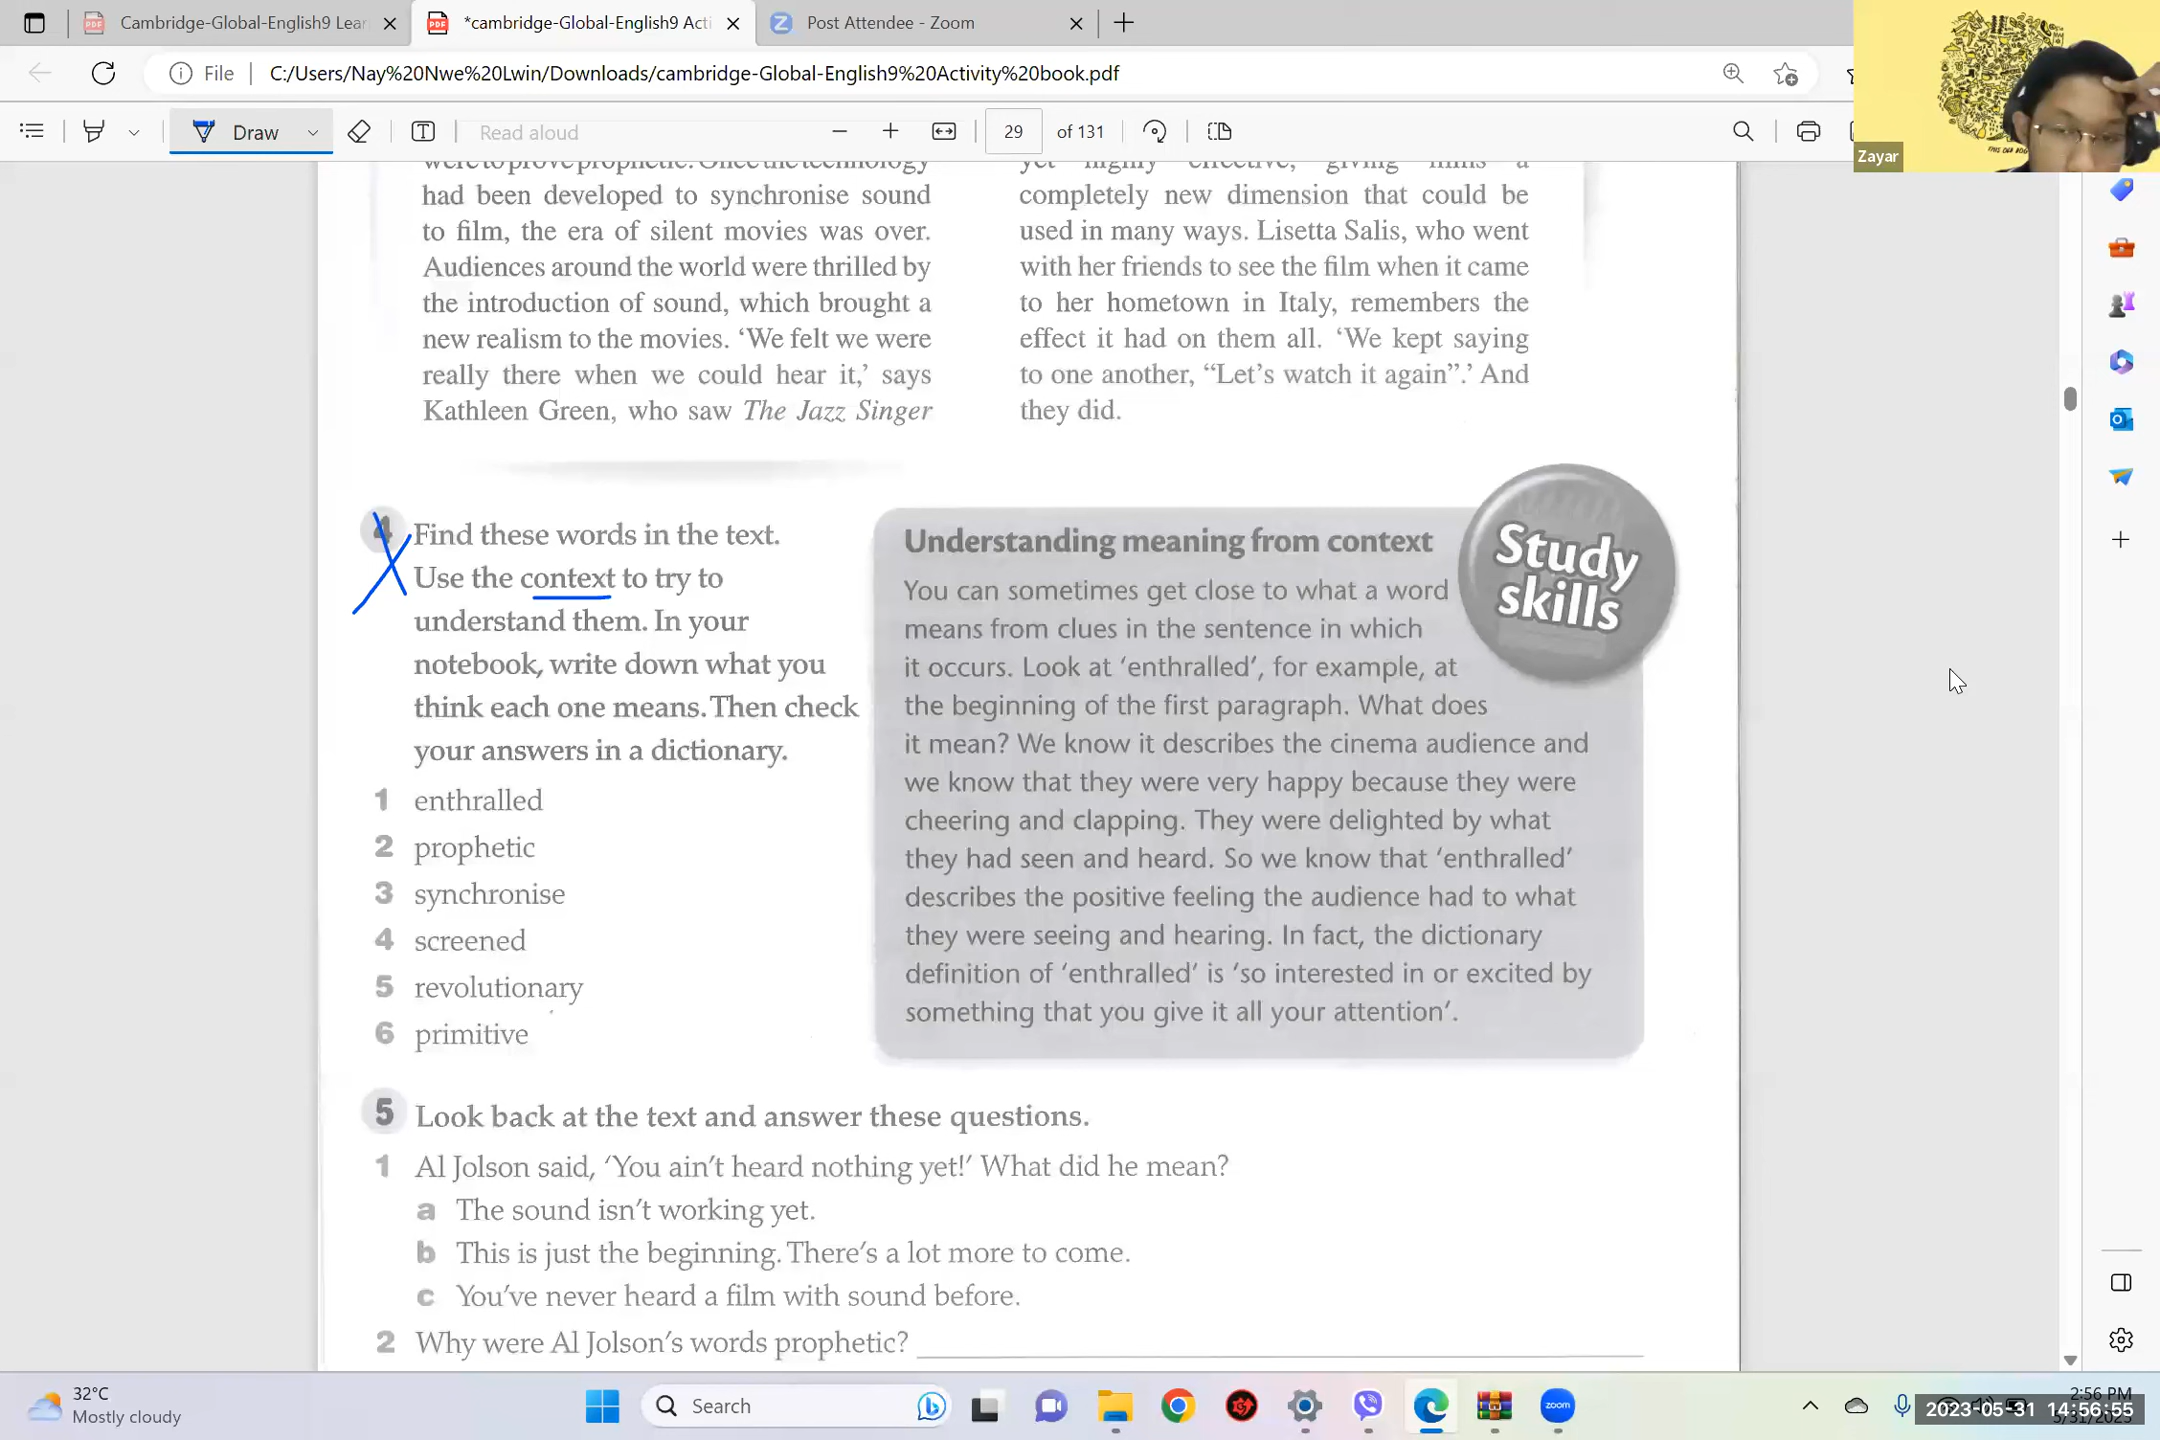 Cambridge-Global-English9 Lear
*cambridge-Global-English9 Acti
Post Attendee - Zoom
File
C:/Users/Nay%20Nwe%20Lwin/Downloads/cambridge-Global-English9%20Activity%20book.pdf
Draw
Read aloud
29
of 131
Zayar
were to prove prophetic. Once the technology
had been developed to synchronise sound
to film, the era of silent movies was over.
Audiences around the world were thrilled by
the introduction of sound, which brought a
new realism to the movies. ‘We felt we were
really there when we could hear it,’ says
Kathleen Green, who saw The Jazz Singer
yet highly effective, giving films a
completely new dimension that could be
used in many ways. Lisetta Salis, who went
with her friends to see the film when it came
to her hometown in Italy, remembers the
effect it had on them all. ‘We kept saying
to one another, “Let’s watch it again”.’ And
they did.
4 Find these words in the text.
Use the context to try to
understand them. In your
notebook, write down what you
think each one means. Then check
your answers in a dictionary.
1 enthralled
2 prophetic
3 synchronise
4 screened
5 revolutionary
6 primitive
Understanding meaning from context
You can sometimes get close to what a word
means from clues in the sentence in which
it occurs. Look at ‘enthralled’, for example, at
the beginning of the first paragraph. What does
it mean? We know it describes the cinema audience and
we know that they were very happy because they were
cheering and clapping. They were delighted by what
they had seen and heard. So we know that ‘enthralled’
describes the positive feeling the audience had to what
they were seeing and hearing. In fact, the dictionary
definition of ‘enthralled’ is ‘so interested in or excited by
something that you give it all your attention’.
Study
skills
5 Look back at the text and answer these questions.
1 Al Jolson said, ‘You ain’t heard nothing yet!’ What did he mean?
a The sound isn’t working yet.
b This is just the beginning. There’s a lot more to come.
c You’ve never heard a film with sound before.
2 Why were Al Jolson’s words prophetic?
32°C
Mostly cloudy
Search
zoom
2:56 PM
2023-05-31 14:56:55